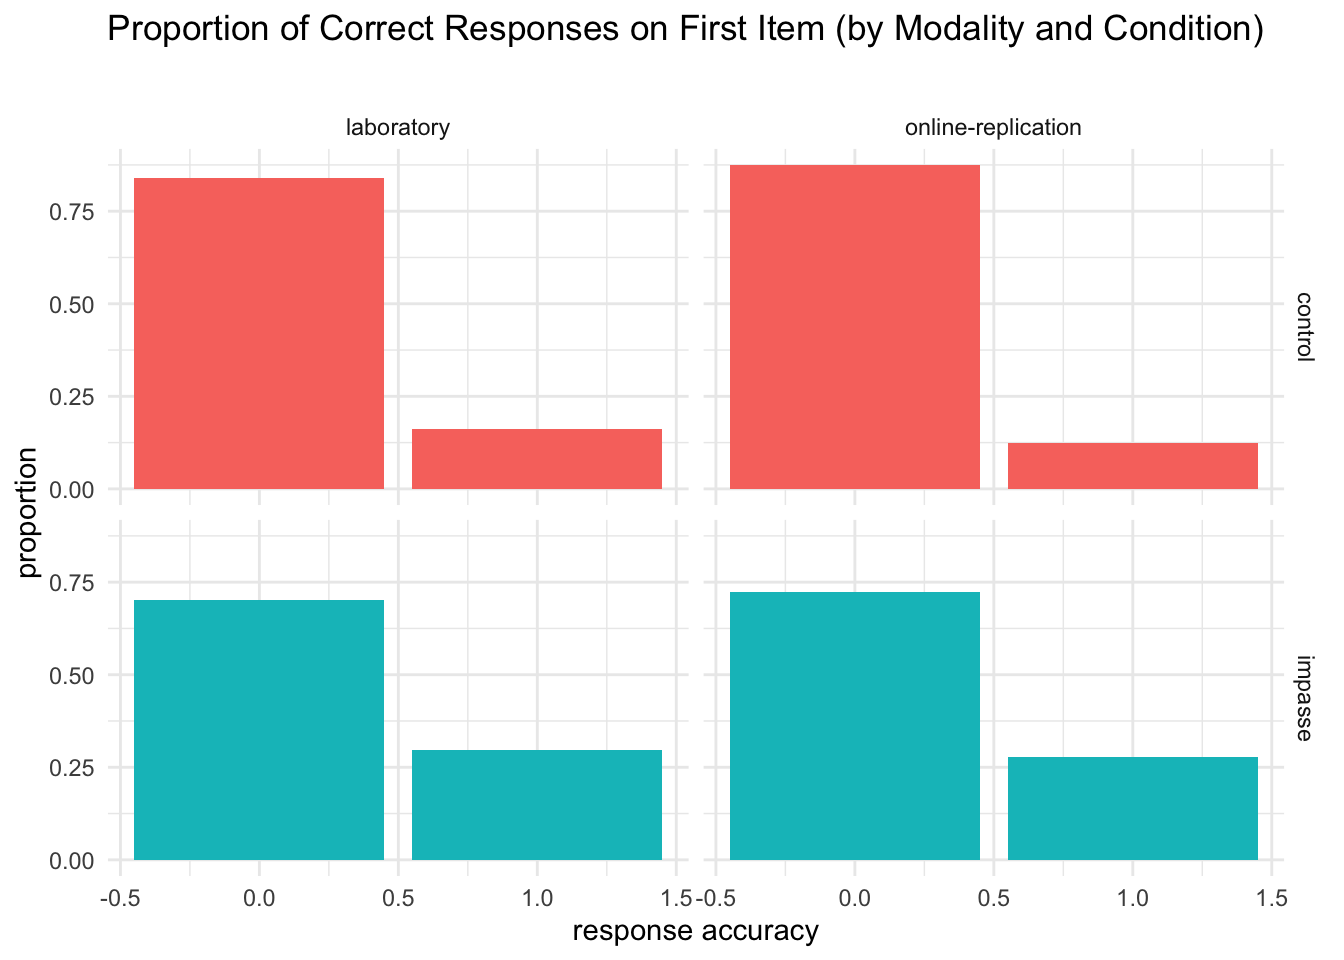 Proportion of Correct Responses on First Item (by Modality and Condition)
laboratory
online-replication
0.75
0.50
0.25
0.00
control
proportion
0.75
0.50
0.25
0.00
impasse
-0.5 0.0 0.5 1.0 1.5 -0.5 0.0 0.5 1.0 1.5
response accuracy